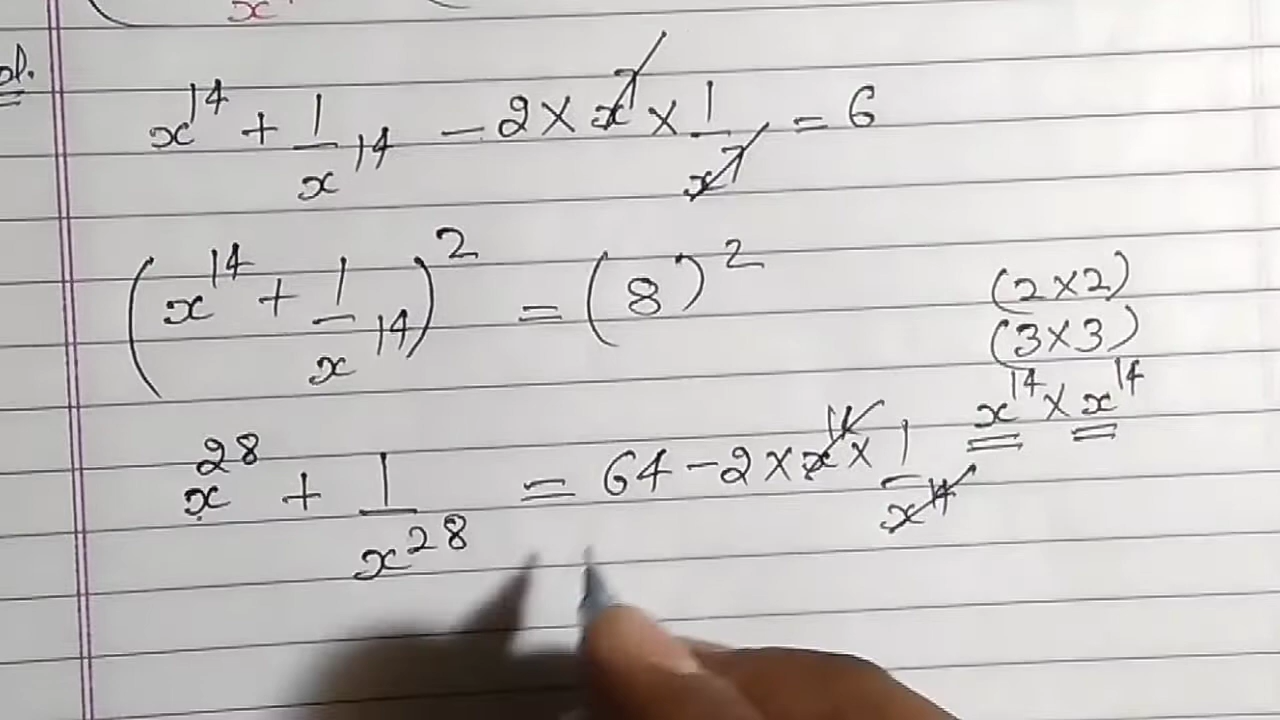 x
ol.
x^14 + 1/x^14 - 2 × x^7 × 1/x^7 = 6
(x^14 + 1/x^14)^2 = (8)^2
(2×2)
(3×3)
x^14 × x^14
x^28 + 1/x^28 = 64 - 2 × x^14 × 1/x^14